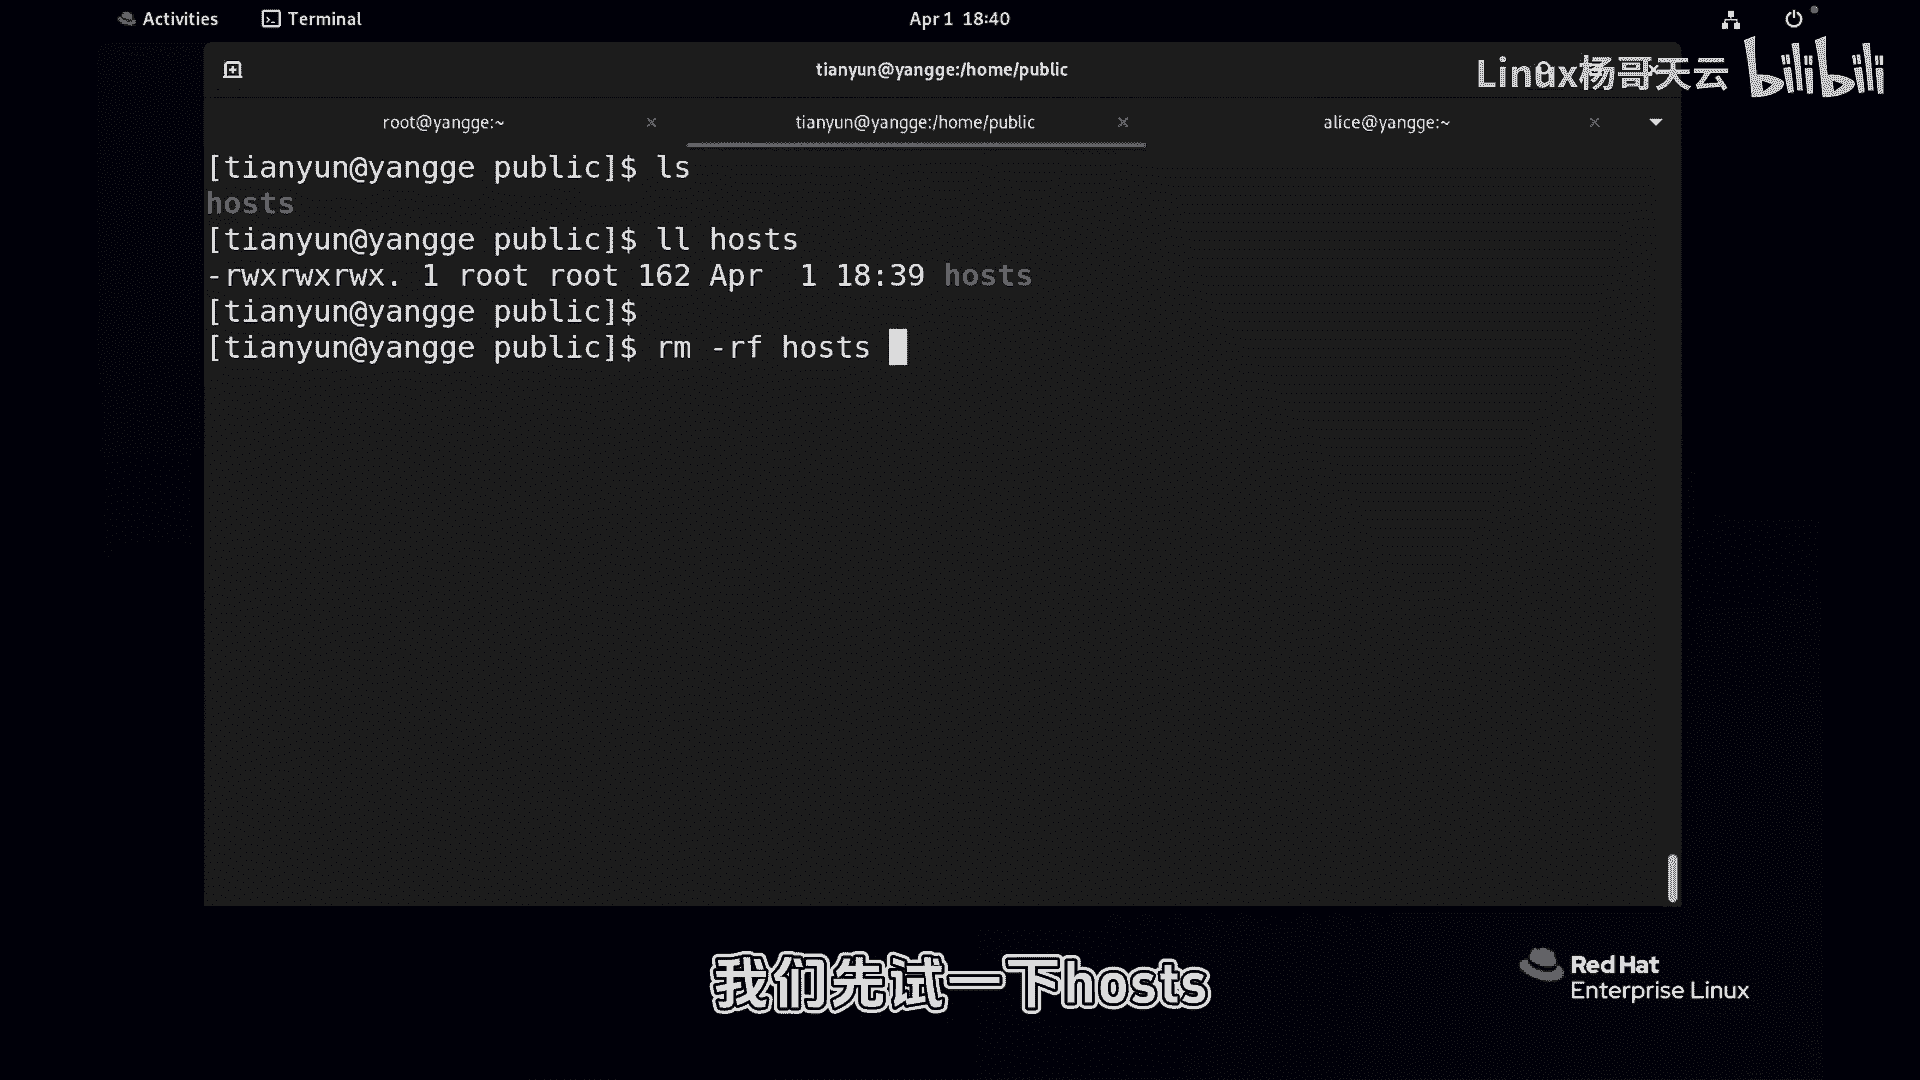 Activities Terminal Apr 1 18:40
tianyun@yangge:/home/public
Linux杨哥天云 bilibili
root@yangge:~ tianyun@yangge:/home/public alice@yangge:~
[tianyun@yangge public]$ ls
hosts
[tianyun@yangge public]$ ll hosts
-rwxrwxrwx. 1 root root 162 Apr  1 18:39 hosts
[tianyun@yangge public]$
[tianyun@yangge public]$ rm -rf hosts
我们先试一下hosts
Red Hat
Enterprise Linux